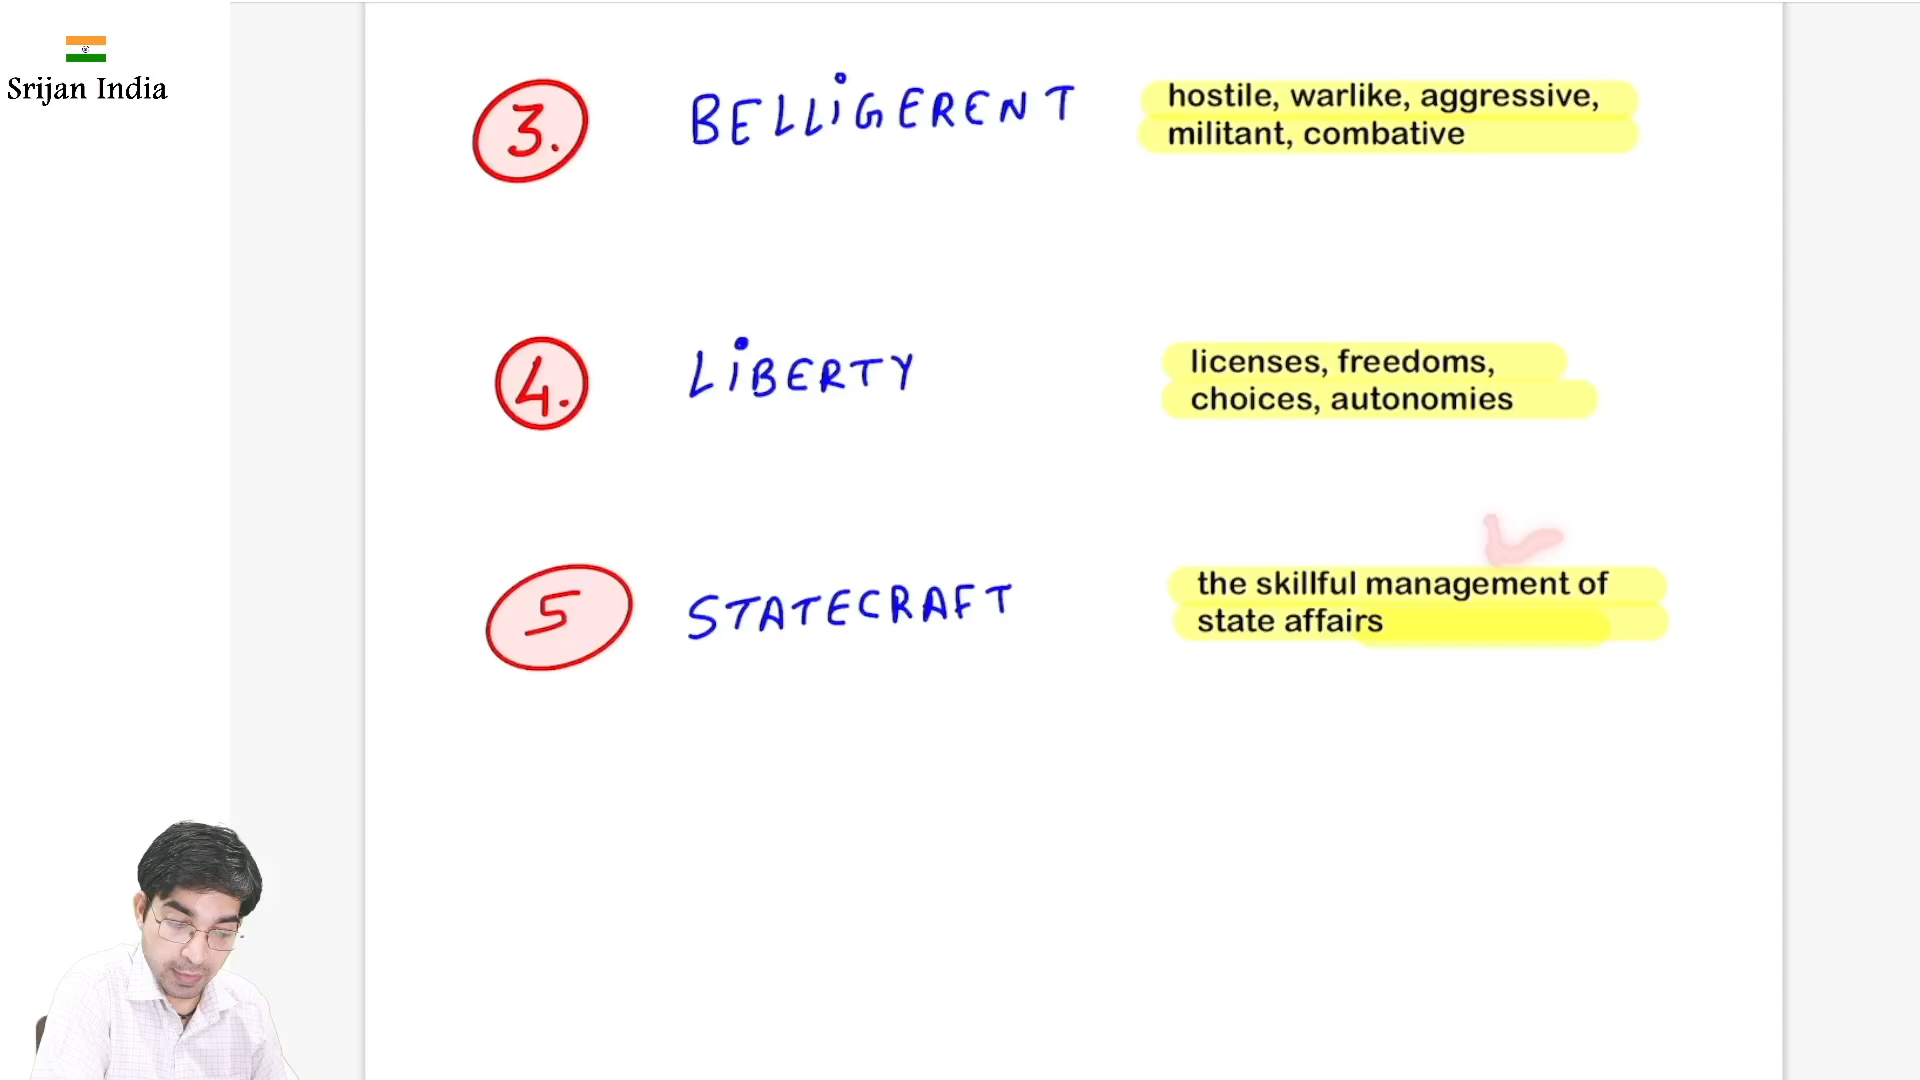 Srijan India
3. BELLiGERENT hostile, warlike, aggressive,
militant, combative
4. LiBERTY licenses, freedoms,
choices, autonomies
5 STATECRAFT the skillful management of
state affairs